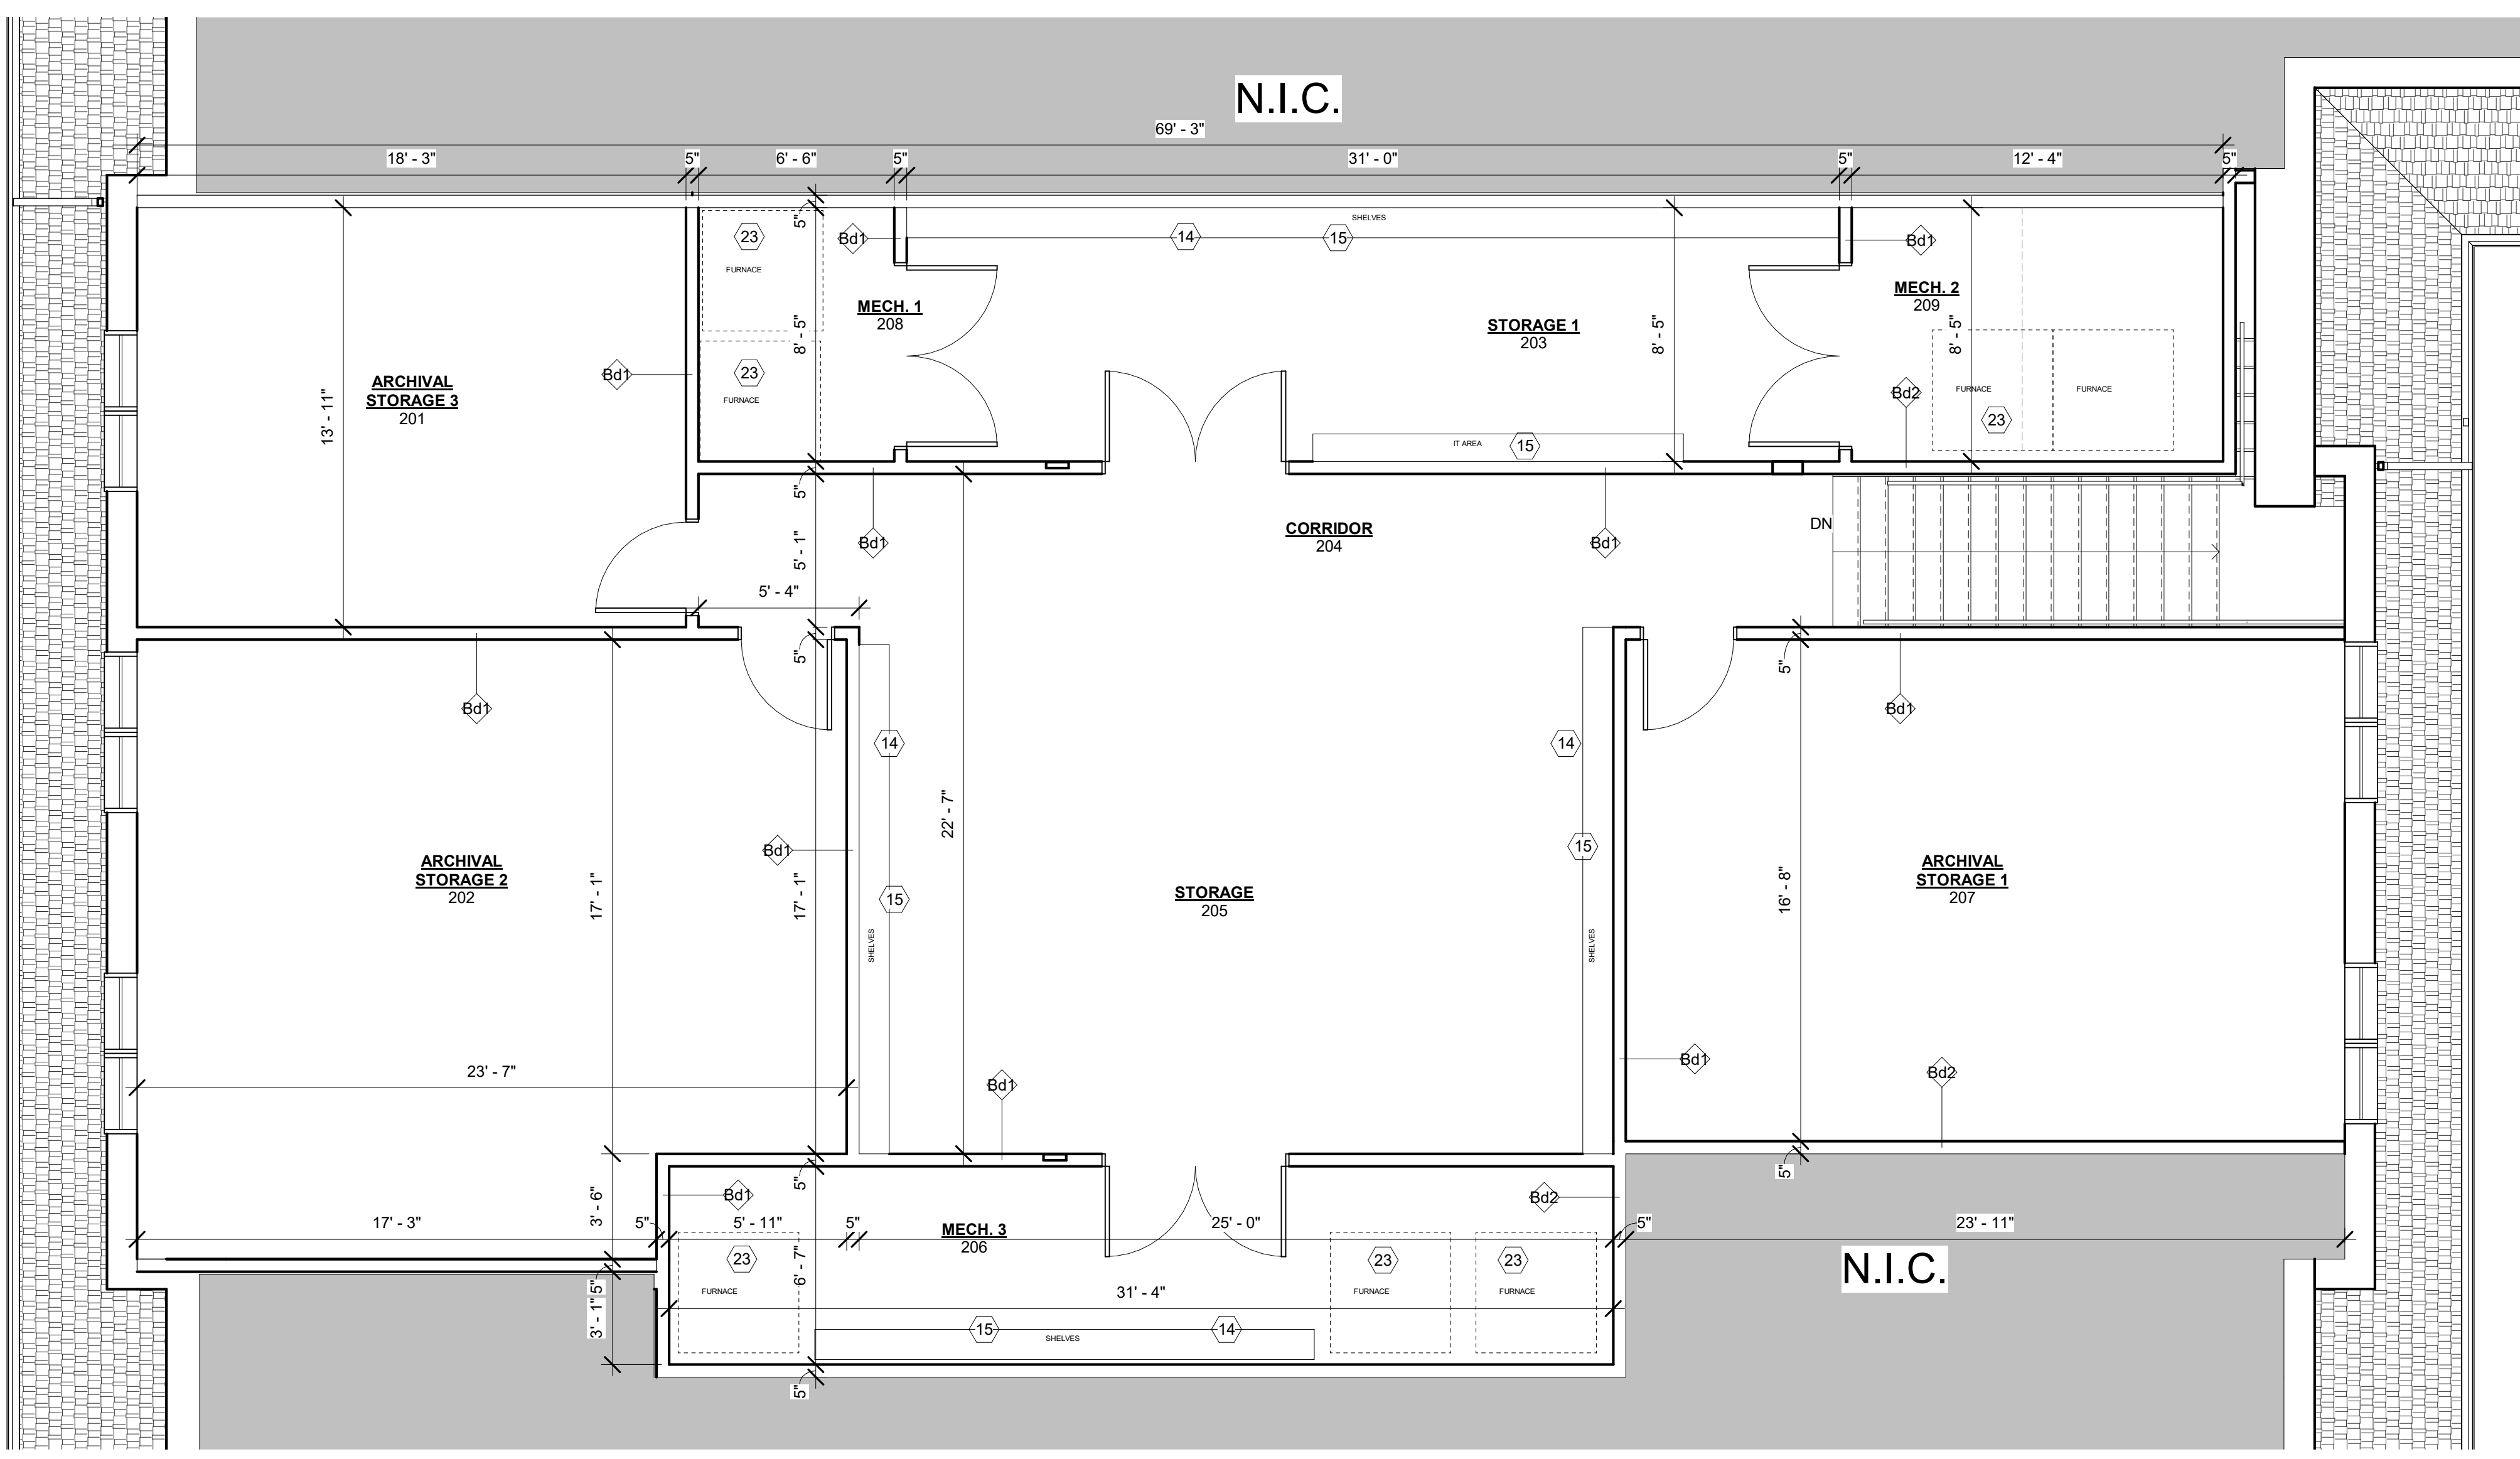 N.I.C.
69' - 3"
18' - 3"
5"
6' - 6"
5"
31' - 0"
5"
12' - 4"
5"
5"
SHELVES
23
Bd1
14
15
Bd1
FURNACE
MECH. 2
209
MECH. 1
208
8' - 5"
STORAGE 1
203
8' - 5"
8' - 5"
Bd1
23
FURNACE
ARCHIVAL
STORAGE 3
201
13' - 11"
Bd2
FURNACE
FURNACE
23
IT AREA
15
5"
DN
CORRIDOR
204
Bd1
Bd1
5' - 1"
5' - 4"
5"
5"
Bd1
Bd1
14
14
22' - 7"
Bd1
15
15
ARCHIVAL
STORAGE 2
202
17' - 1"
17' - 1"
SHELVES
STORAGE
205
SHELVES
16' - 8"
ARCHIVAL
STORAGE 1
207
23' - 7"
Bd1
Bd1
Bd2
5"
5"
Bd1
Bd2
3' - 6"
17' - 3"
5"
5' - 11"
5"
MECH. 3
206
25' - 0"
5"
23' - 11"
23
6' - 7"
23
23
N.I.C.
5"
FURNACE
31' - 4"
FURNACE
FURNACE
3' - 1"
15
SHELVES
14
5"